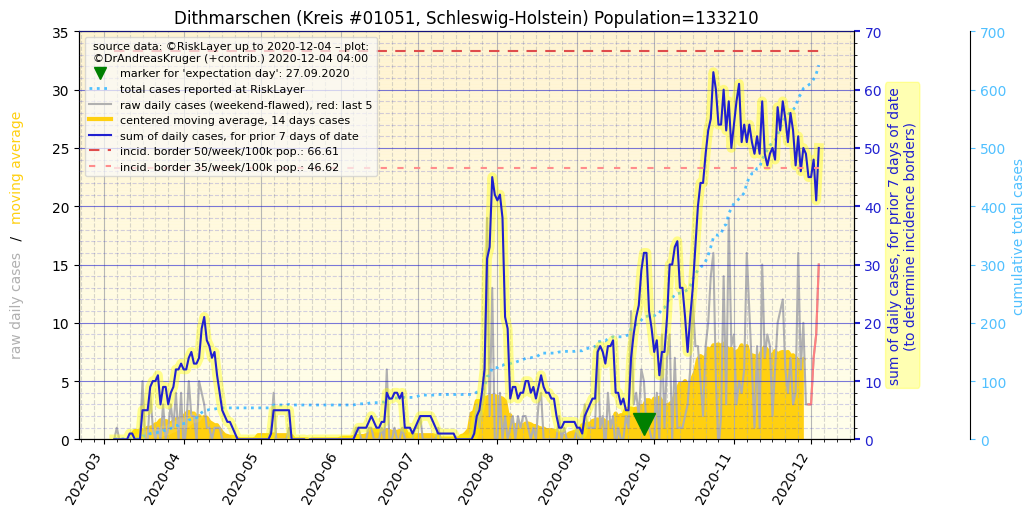 Dithmarschen (Kreis #01051, Schleswig-Holstein) Population=133210
source data: ©RiskLayer up to 2020-12-04 – plot:
©DrAndreasKruger (+contrib.) 2020-12-04 04:00
marker for 'expectation day': 27.09.2020
total cases reported at RiskLayer
raw daily cases (weekend-flawed), red: last 5
centered moving average, 14 days cases
sum of daily cases, for prior 7 days of date
incid. border 50/week/100k pop.: 66.61
incid. border 35/week/100k pop.: 46.62
raw daily cases / moving average
35
30
25
20
15
10
5
0
70
60
50
40
30
20
10
0
sum of daily cases, for prior 7 days of date
(to determine incidence borders)
700
600
500
400
300
200
100
0
cumulative total cases
2020-03
2020-04
2020-05
2020-06
2020-07
2020-08
2020-09
2020-10
2020-11
2020-12